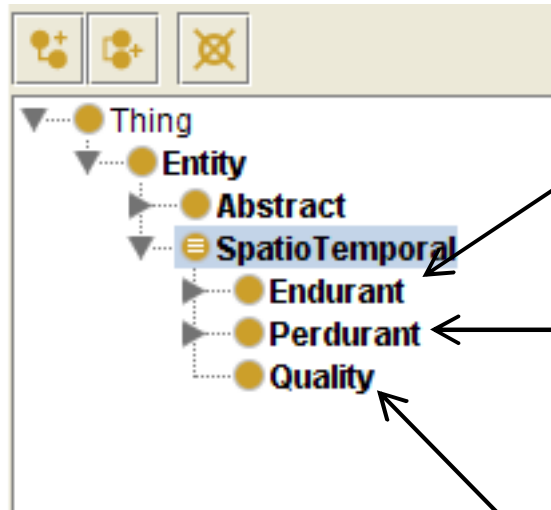 Thing
Entity
Abstract
SpatioTemporal
Endurant
Perdurant
Quality